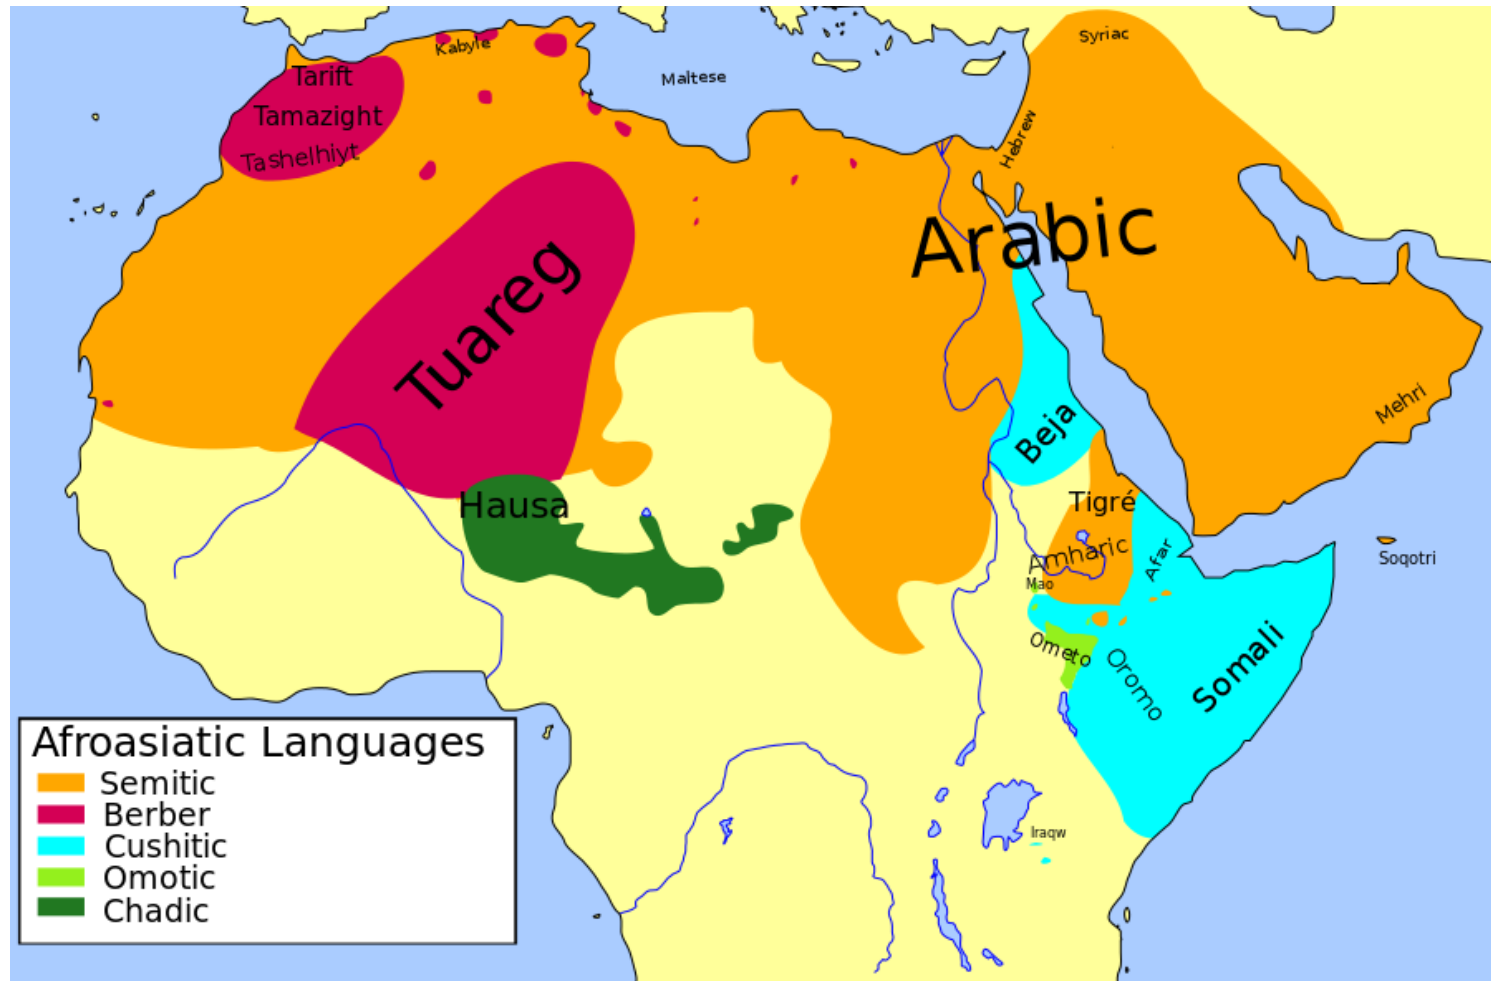 Syriac
Kabyle
Tarift
Maltese
Tamazight
Hebrew
Tashelhiyt
Arabic
Tuareg
Mehri
Beja
Hausa
Tigré
Amharic
Afar
Soqotri
Mao
Ometo
Oromo
Somali
Iraqw
Afroasiatic Languages
Semitic
Berber
Cushitic
Omotic
Chadic